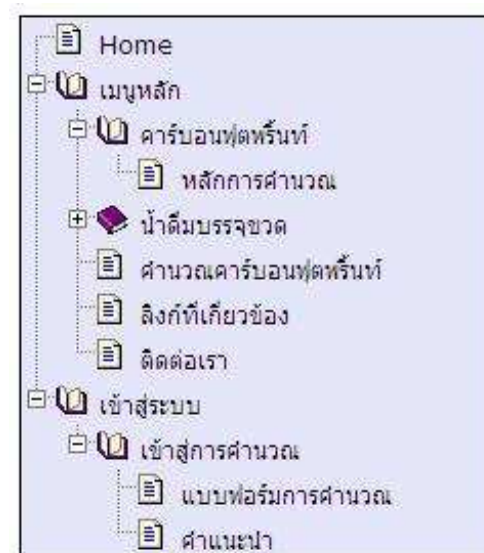 Home
เมนูหลัก
คาร์บอนฟุตพริ้นท์
หลักการคำนวณ
น้ำดื่มบรรจุขวด
คำนวณคาร์บอนฟุตพริ้นท์
ลิงก์ที่เกี่ยวข้อง
ติดต่อเรา
เข้าสู่ระบบ
เข้าสู่การคำนวณ
แบบฟอร์มการคำนวณ
คำแนะนำ